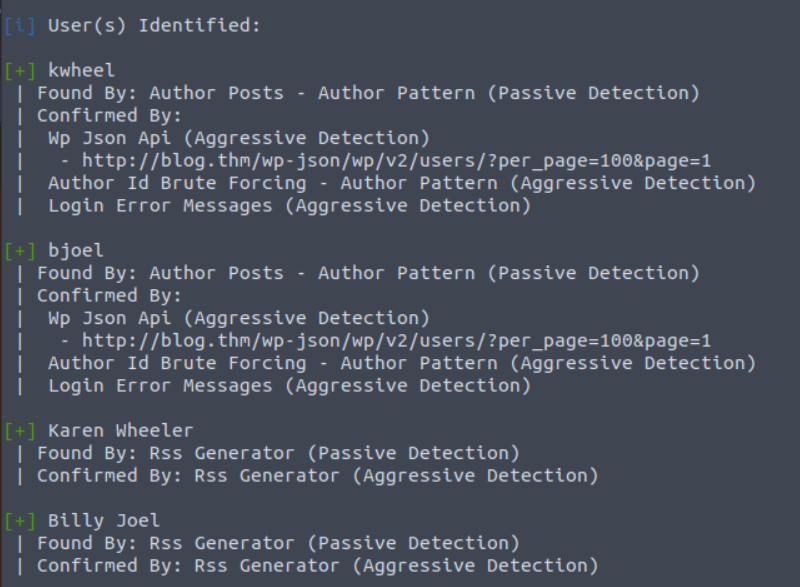 [i] User(s) Identified:
[+] kwheel
| Found By: Author Posts - Author Pattern (Passive Detection)
| Confirmed By:
|  Wp Json Api (Aggressive Detection)
|   - http://blog.thm/wp-json/wp/v2/users/?per_page=100&page=1
|  Author Id Brute Forcing - Author Pattern (Aggressive Detection)
|  Login Error Messages (Aggressive Detection)
[+] bjoel
| Found By: Author Posts - Author Pattern (Passive Detection)
| Confirmed By:
|  Wp Json Api (Aggressive Detection)
|   - http://blog.thm/wp-json/wp/v2/users/?per_page=100&page=1
|  Author Id Brute Forcing - Author Pattern (Aggressive Detection)
|  Login Error Messages (Aggressive Detection)
[+] Karen Wheeler
| Found By: Rss Generator (Passive Detection)
| Confirmed By: Rss Generator (Aggressive Detection)
[+] Billy Joel
| Found By: Rss Generator (Passive Detection)
| Confirmed By: Rss Generator (Aggressive Detection)